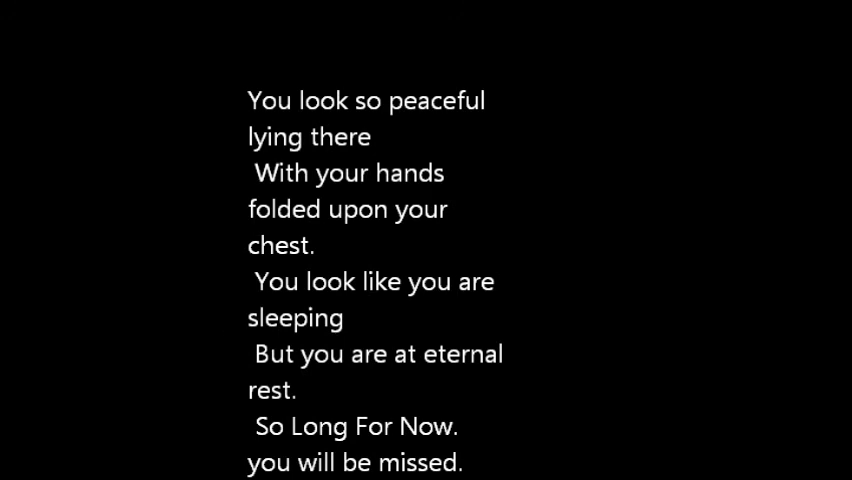 You look so peaceful
lying there
With your hands
folded upon your
chest.
You look like you are
sleeping
But you are at eternal
rest.
So Long For Now.
you will be missed.